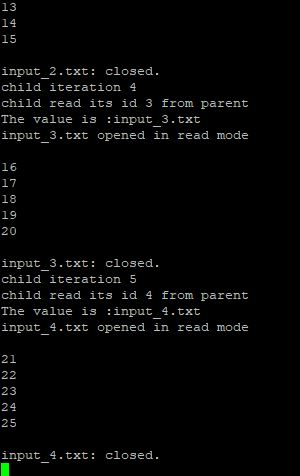 13
14
15
input_2.txt: closed.
child iteration 4
child read its id 3 from parent
The value is :input_3.txt
input_3.txt opened in read mode
16
17
18
19
20
input_3.txt: closed.
child iteration 5
child read its id 4 from parent
The value is :input_4.txt
input_4.txt opened in read mode
21
22
23
24
25
input_4.txt: closed.